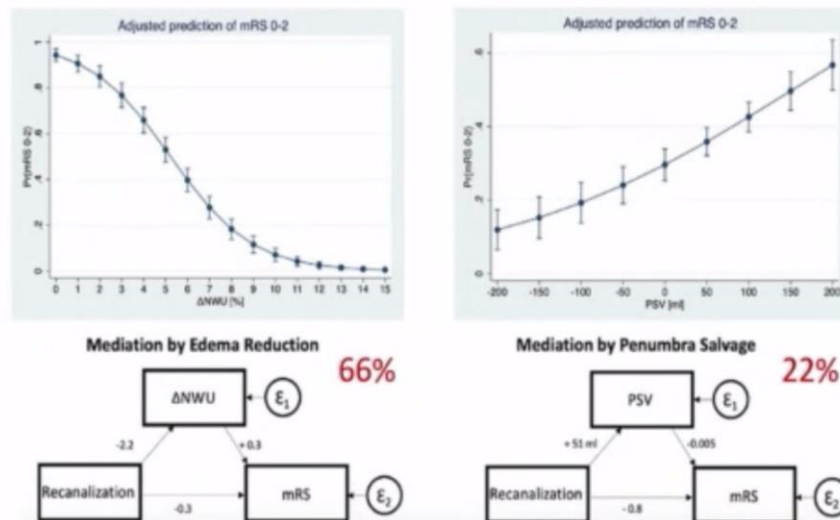 Adjusted prediction of mRS 0-2
Pr(mRS 0-2)
1
.8
.6
.4
.2
0
0 1 2 3 4 5 6 7 8 9 10 11 12 13 14 15
ΔNWU [%]
Adjusted prediction of mRS 0-2
Pr(mRS 0-2)
.6
.4
.2
0
-200 -150 -100 -50 0 50 100 150 200
PSV [ml]
Mediation by Edema Reduction
66%
ΔNWU
ε1
-2.2
+0.3
Recanalization
-0.3
mRS
ε2
Mediation by Penumbra Salvage
22%
PSV
ε1
+ 51 ml
-0.005
Recanalization
- 0.8
mRS
ε2